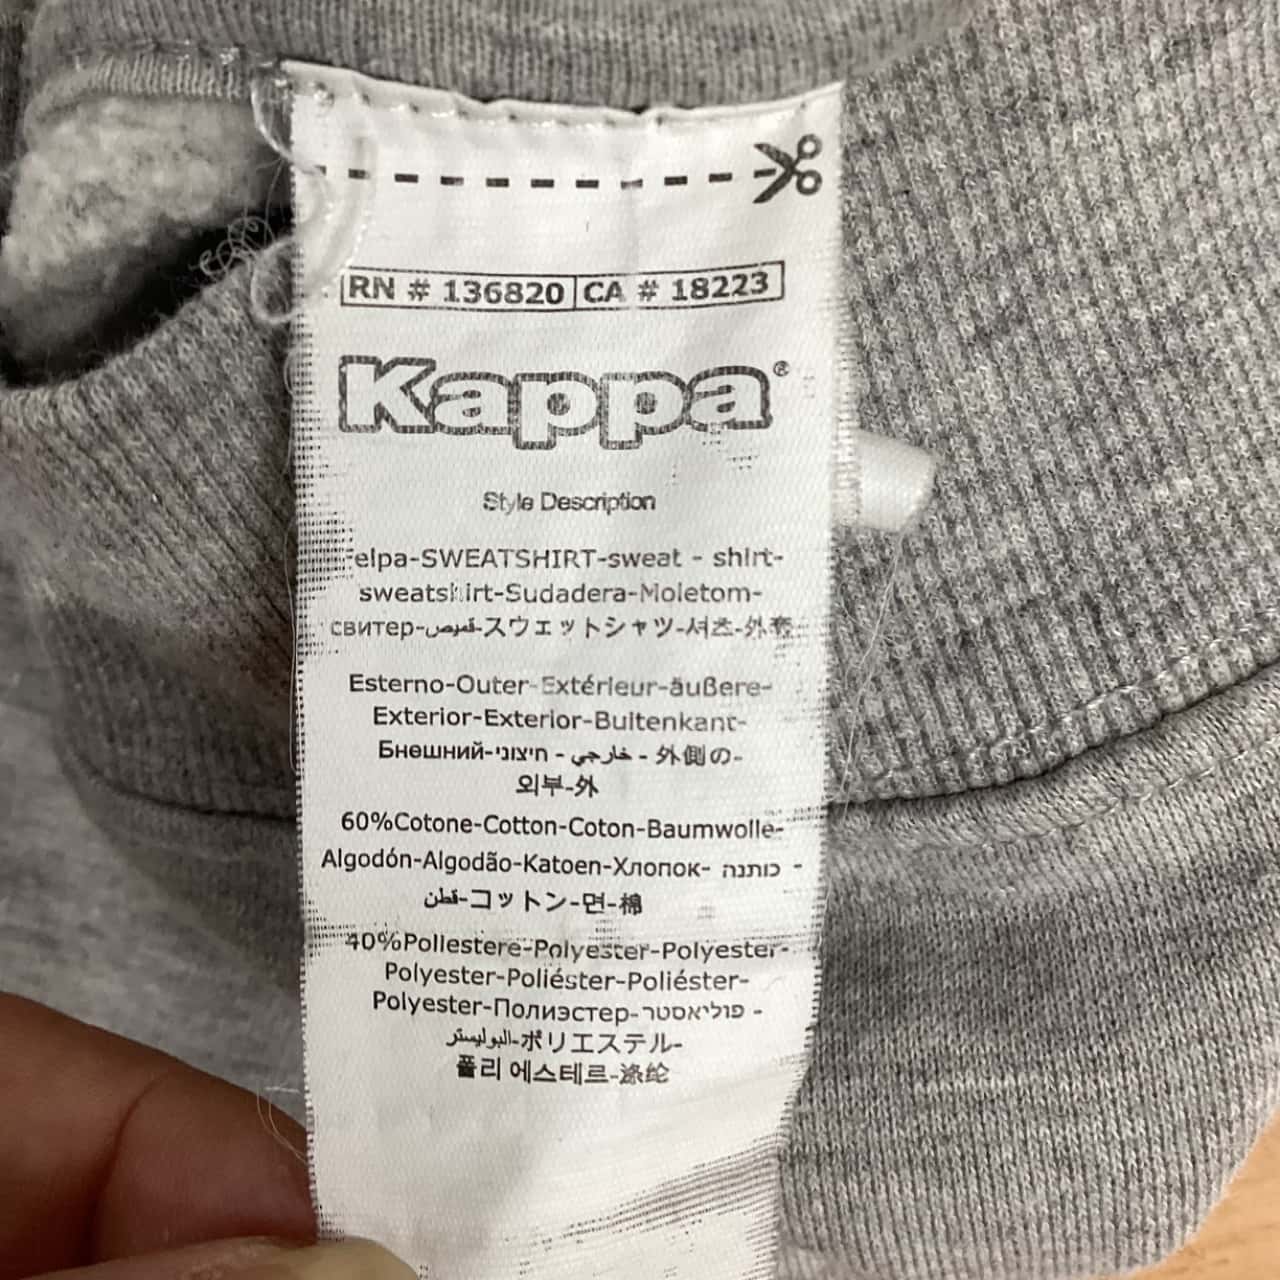 RN # 136820 CA # 18223
Kappa®
Style Description
Felpa-SWEATSHIRT-sweat - shirt-
sweatshirt-Sudadera-Moletom-
свитер-قميص-スウェットシャツ-셔츠-外套-
Esterno-Outer-Extérieur-äußere-
Exterior-Exterior-Buitenkant-
Бнешний-חיצוני - خارجي - 外側の-
외부-外
60%Cotone-Cotton-Coton-Baumwolle-
Algodón-Algodão-Katoen-Хлопок- כותנה -
قطن-コットン-면-棉
40%Poliestere-Polyester-Polyester-
Polyester-Poliéster-Poliéster-
Polyester-Полиэстер-פוליאסטר -
البوليستر-ポリエステル-
폴리 에스테르-涤纶